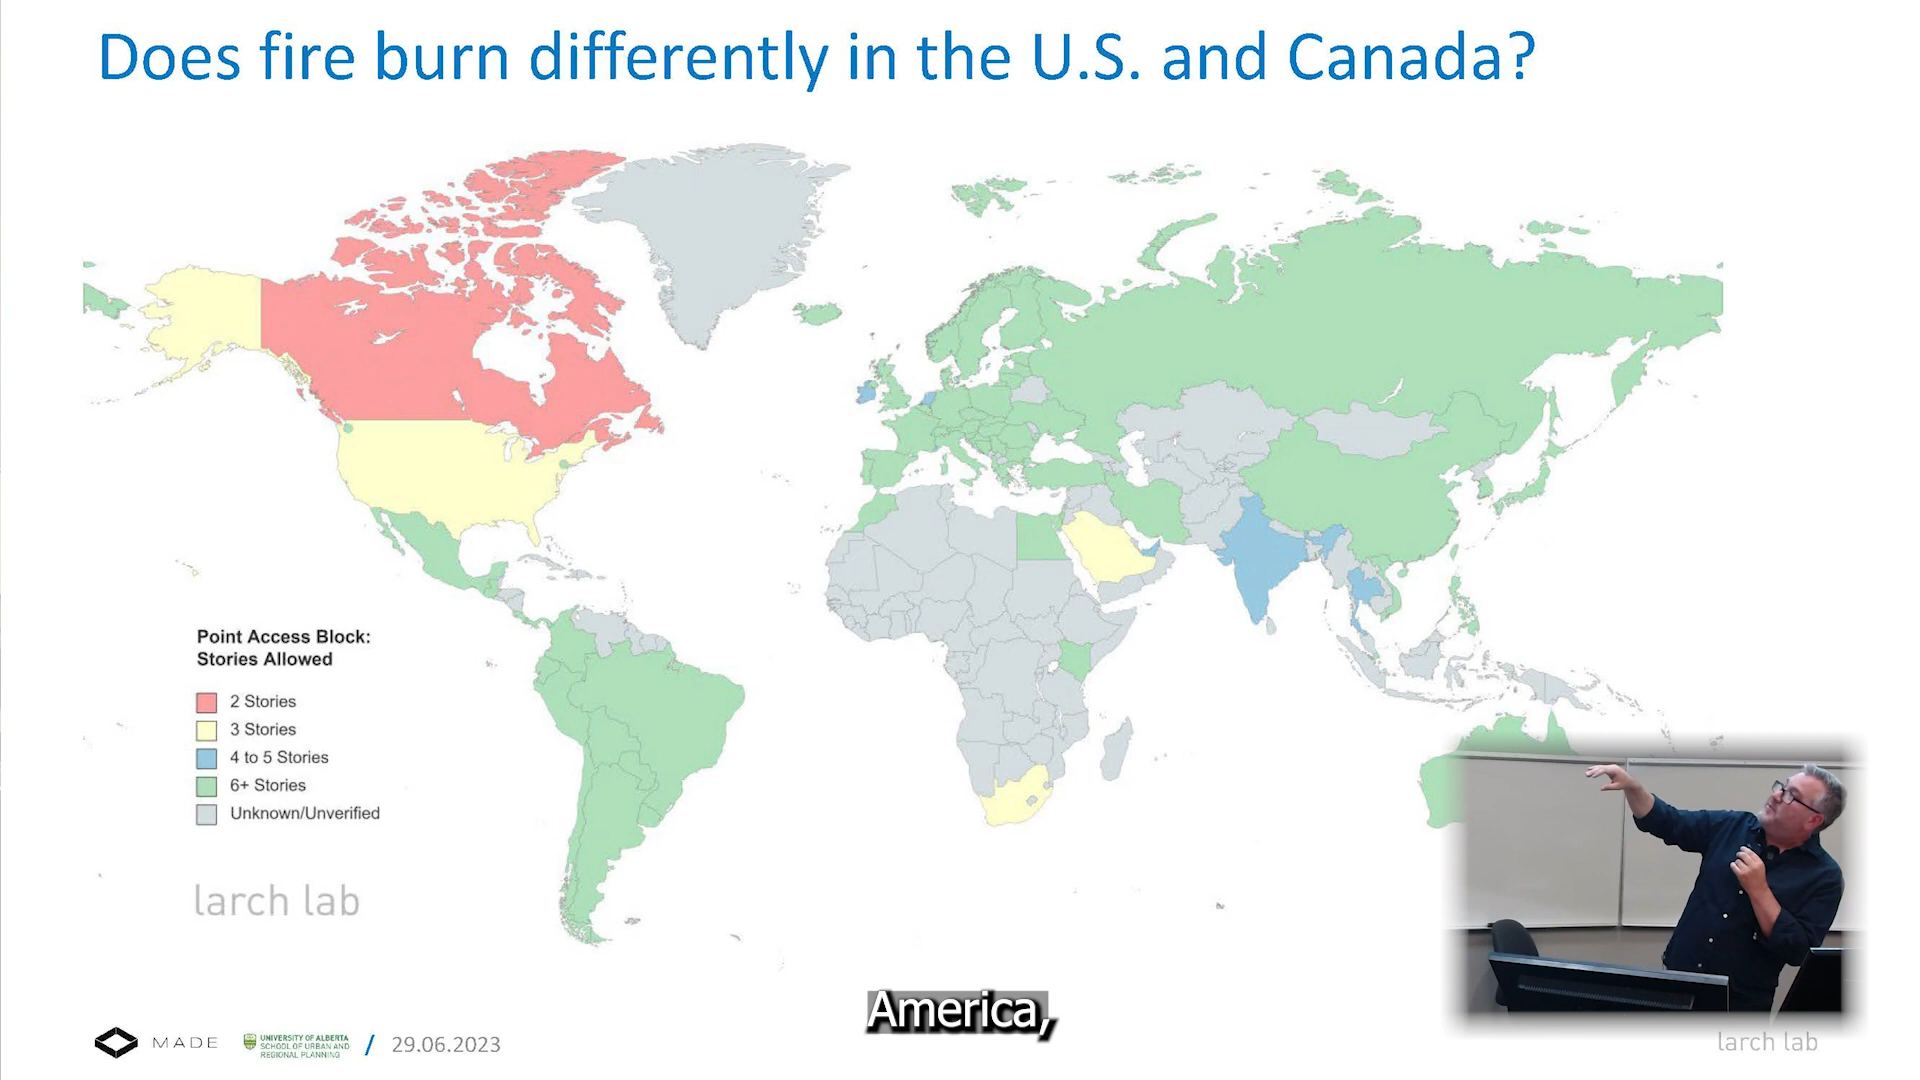 Does fire burn differently in the U.S. and Canada?
Point Access Block:
Stories Allowed
2 Stories
3 Stories
4 to 5 Stories
6+ Stories
Unknown/Unverified
larch lab
America,
MADE
UNIVERSITY OF ALBERTA
SCHOOL OF URBAN AND
REGIONAL PLANNING
/ 29.06.2023
larch lab